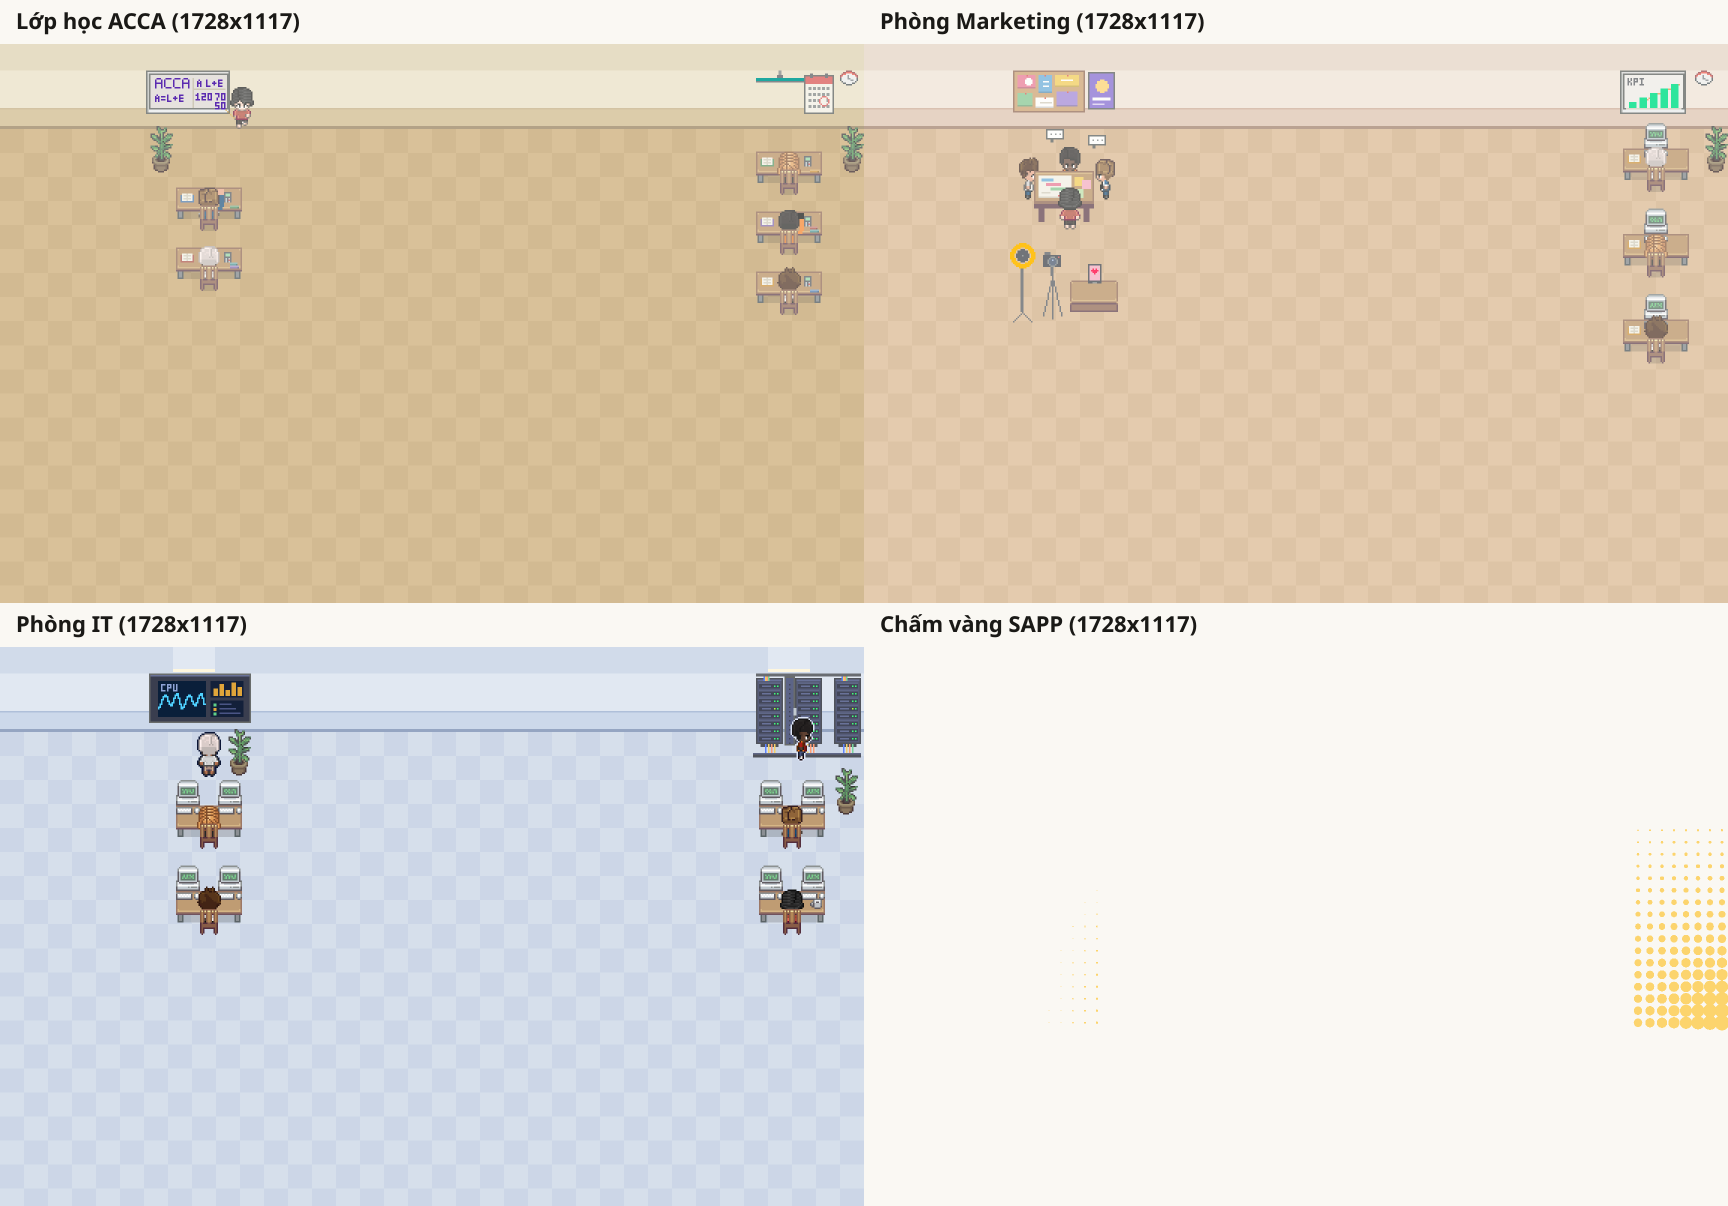 Lớp học ACCA (1728x1117)
Phòng Marketing (1728x1117)
ACCA
A L+E
A=L+E
120 70
50
KPI
Phòng IT (1728x1117)
Chấm vàng SAPP (1728x1117)
CPU